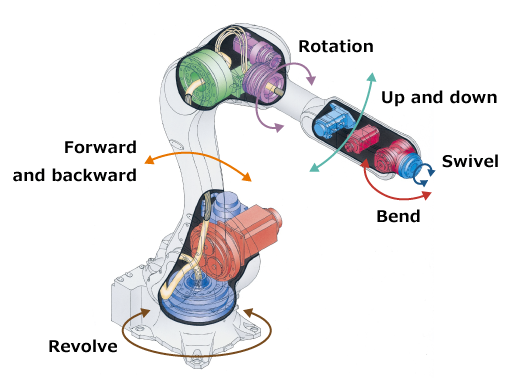 Rotation
Up and down
Forward
and backward
Swivel
Bend
Revolve